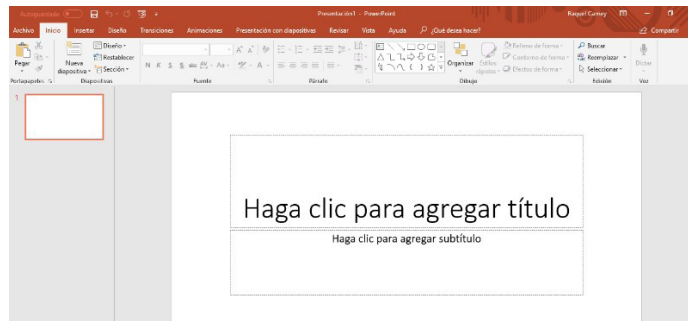 Autoguardado
Presentación1 - PowerPoint
Raquel Gamey
Archivo Inicio Insertar Diseño Transiciones Animaciones Presentación con diapositivas Revisar Vista Ayuda ¿Qué desea hacer?
Compartir
Pegar
Nueva diapositiva
Diseño
Restablecer
Sección
N K S S
Aa
A
Organizar
Estilos rápidos
Relleno de forma
Contorno de forma
Efectos de forma
Buscar
Reemplazar
Seleccionar
Dictar
Portapapeles
Diapositivas
Fuente
Párrafo
Dibujo
Edición
Voz
1
Haga clic para agregar título
Haga clic para agregar subtítulo